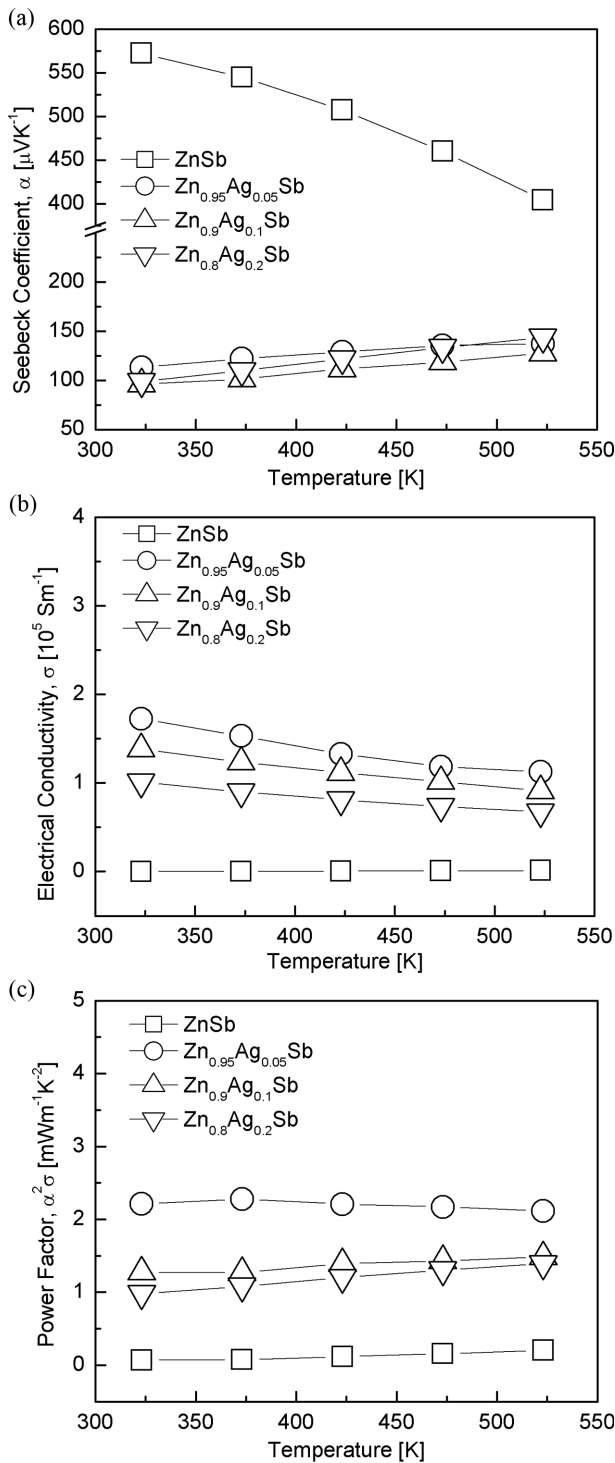 (a)
600
550
500
450
400
200
150
100
50
Seebeck Coefficient, α [μVK⁻¹]
ZnSb
Zn₀.₉₅Ag₀.₀₅Sb
Zn₀.₉Ag₀.₁Sb
Zn₀.₈Ag₀.₂Sb
300 350 400 450 500 550
Temperature [K]
(b)
4
3
2
1
0
Electrical Conductivity, σ [10⁵ Sm⁻¹]
ZnSb
Zn₀.₉₅Ag₀.₀₅Sb
Zn₀.₉Ag₀.₁Sb
Zn₀.₈Ag₀.₂Sb
300 350 400 450 500 550
Temperature [K]
(c)
5
4
3
2
1
0
Power Factor, α²σ [mWm⁻¹K⁻²]
ZnSb
Zn₀.₉₅Ag₀.₀₅Sb
Zn₀.₉Ag₀.₁Sb
Zn₀.₈Ag₀.₂Sb
300 350 400 450 500 550
Temperature [K]